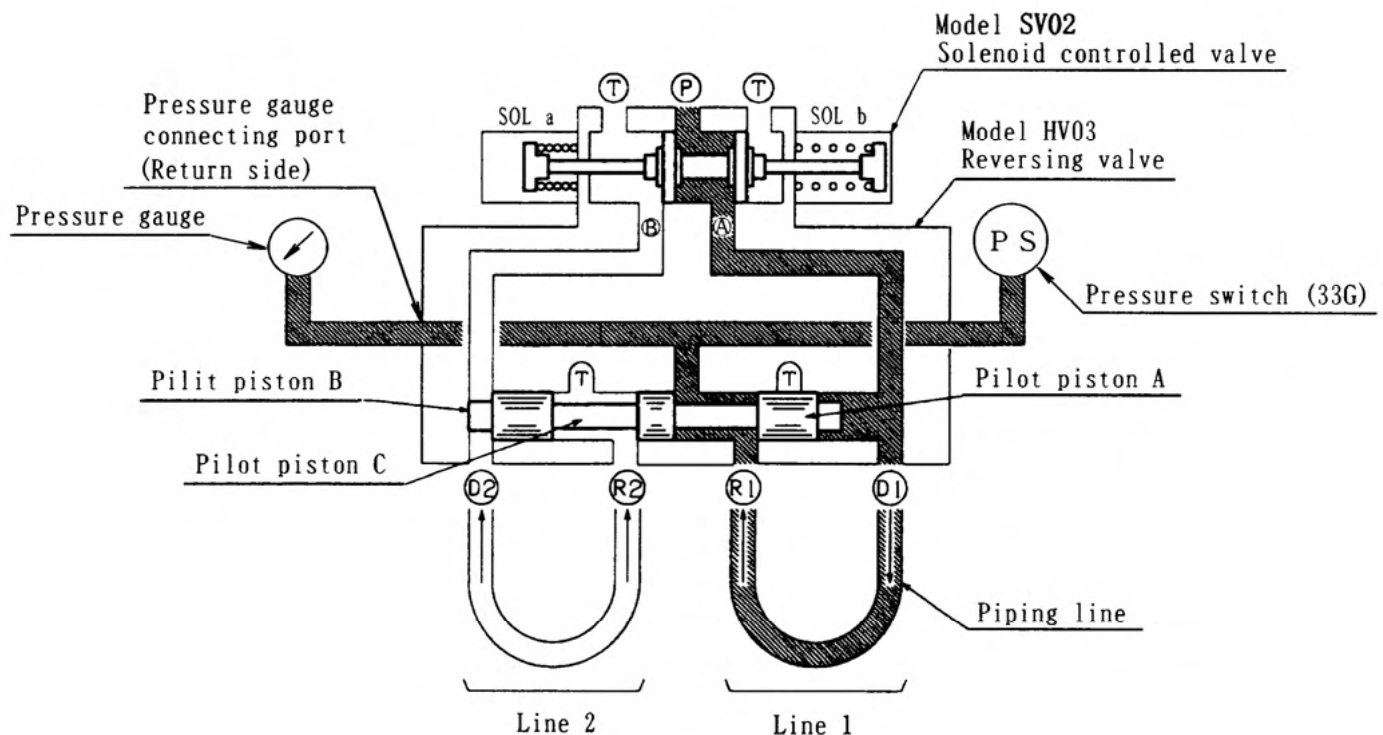 Model SV02
Solenoid controlled valve
T
P
T
SOL a
SOL b
Pressure gauge
connecting port
(Return side)
Model HV03
Reversing valve
Pressure gauge
B
A
PS
Pressure switch (33G)
T
T
Pilit piston B
Pilot piston A
Pilot piston C
D2
R2
R1
D1
Piping line
Line 2
Line 1